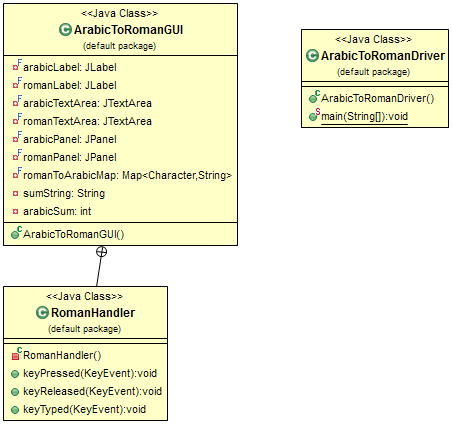 <<Java Class>>
ArabicToRomanGUI
(default package)
arabicLabel: JLabel
romanLabel: JLabel
arabicTextArea: JTextArea
romanTextArea: JTextArea
arabicPanel: JPanel
romanPanel: JPanel
romanToArabicMap: Map<Character,String>
sumString: String
arabicSum: int
ArabicToRomanGUI()
<<Java Class>>
ArabicToRomanDriver
(default package)
ArabicToRomanDriver()
main(String[]):void
<<Java Class>>
RomanHandler
(default package)
RomanHandler()
keyPressed(KeyEvent):void
keyReleased(KeyEvent):void
keyTyped(KeyEvent):void